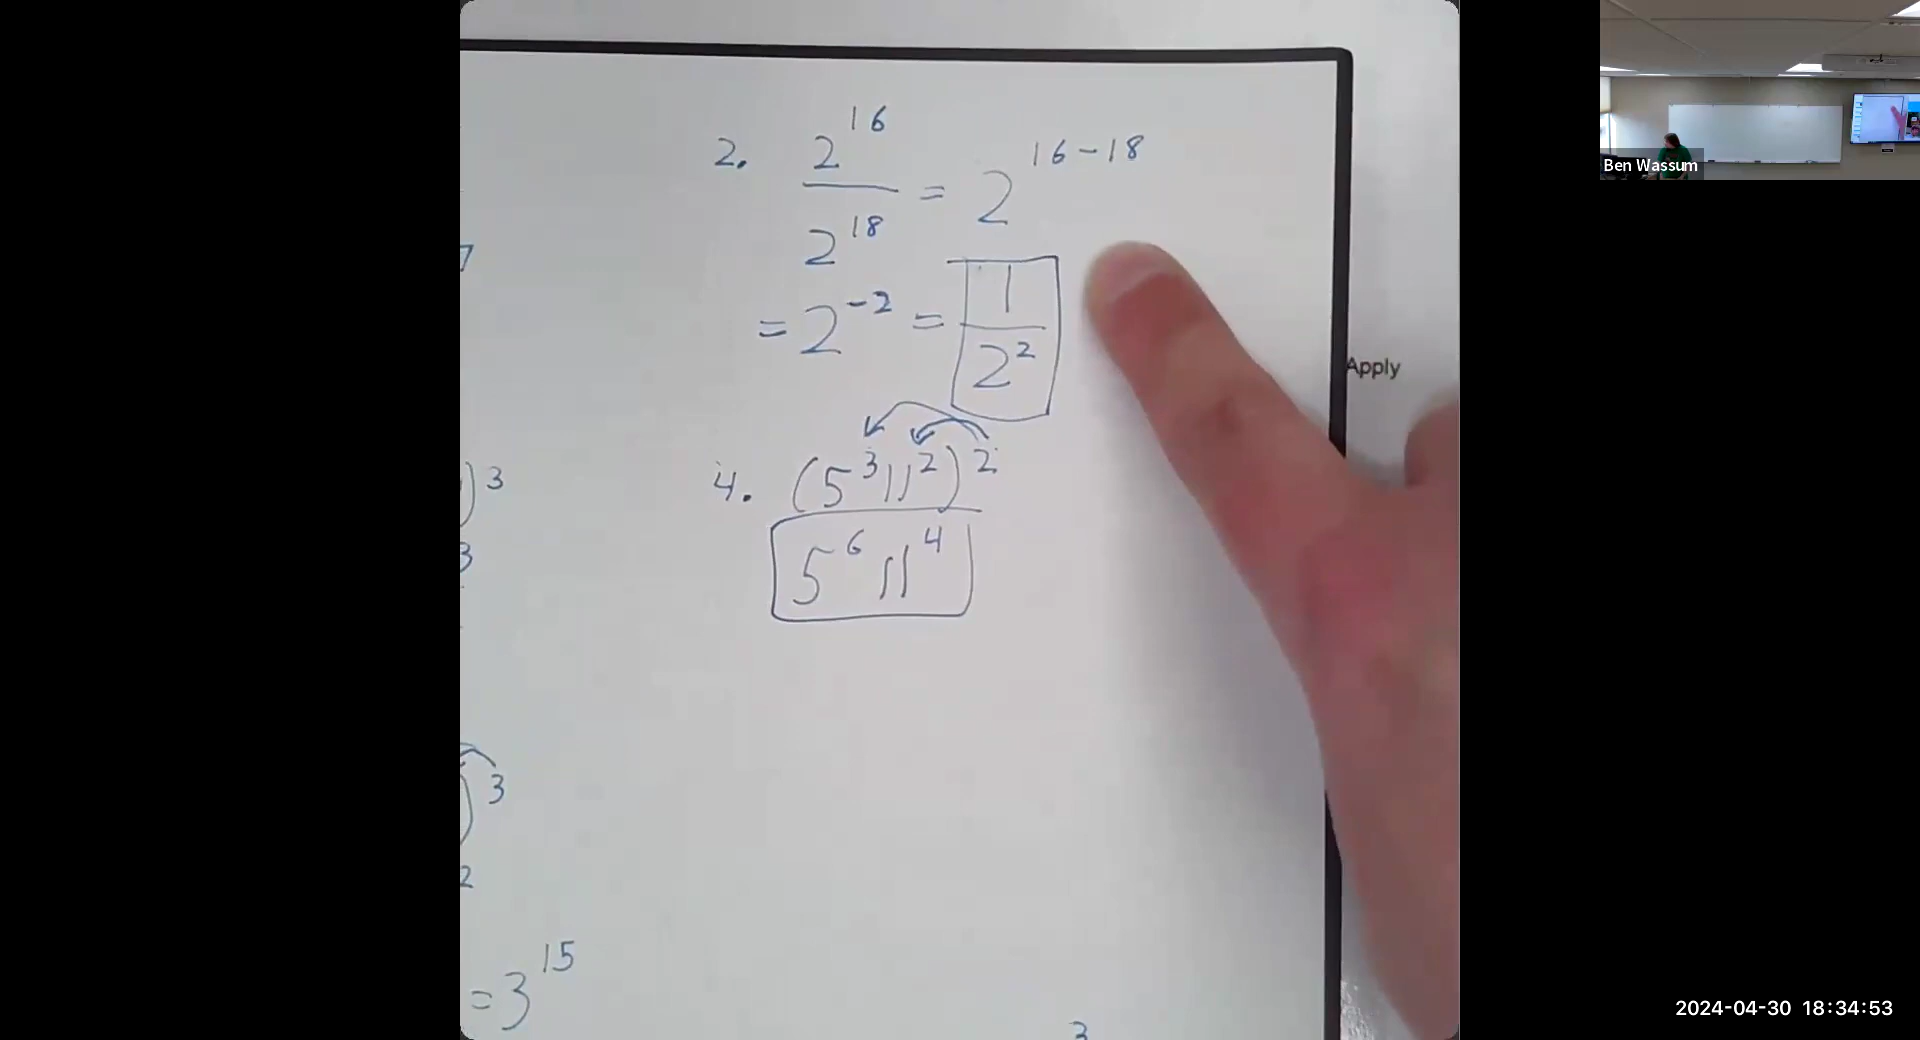 2. 2^16 / 2^18 = 2^16-18
= 2^-2 = 1 / 2^2
4. (5^3 11^2)^2
5^6 11^4
7
)^3
3
)^3
2
= 3^15
3
Apply
Ben Wassum
2024-04-30 18:34:53